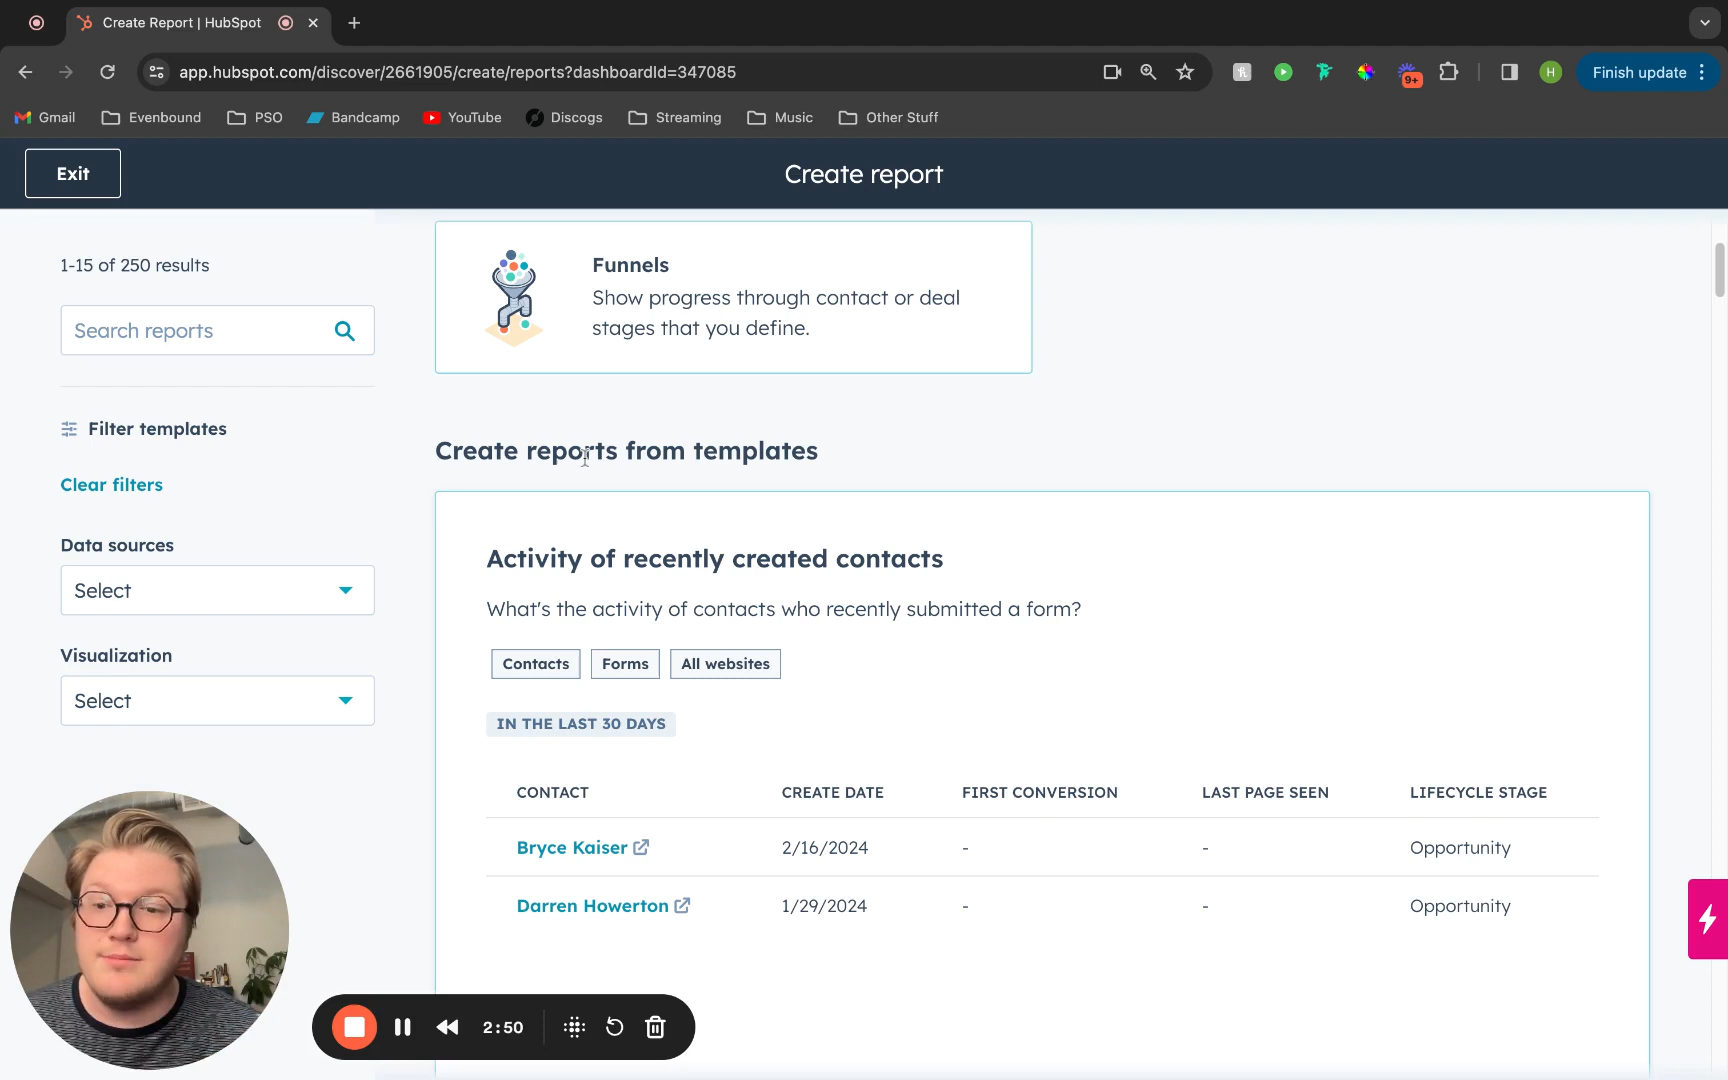 Create Report | HubSpot
app.hubspot.com/discover/2661905/create/reports?dashboardId=347085
9+
H
Finish update
Gmail
Evenbound
PSO
Bandcamp
YouTube
Discogs
Streaming
Music
Other Stuff
Exit
Create report
1-15 of 250 results
Search reports
Filter templates
Clear filters
Data sources
Select
Visualization
Select
Funnels
Show progress through contact or deal
stages that you define.
Create reports from templates
Activity of recently created contacts
What's the activity of contacts who recently submitted a form?
Contacts Forms All websites
IN THE LAST 30 DAYS
CONTACT CREATE DATE FIRST CONVERSION LAST PAGE SEEN LIFECYCLE STAGE
Bryce Kaiser 2/16/2024 - - Opportunity
Darren Howerton 1/29/2024 - - Opportunity
2:50